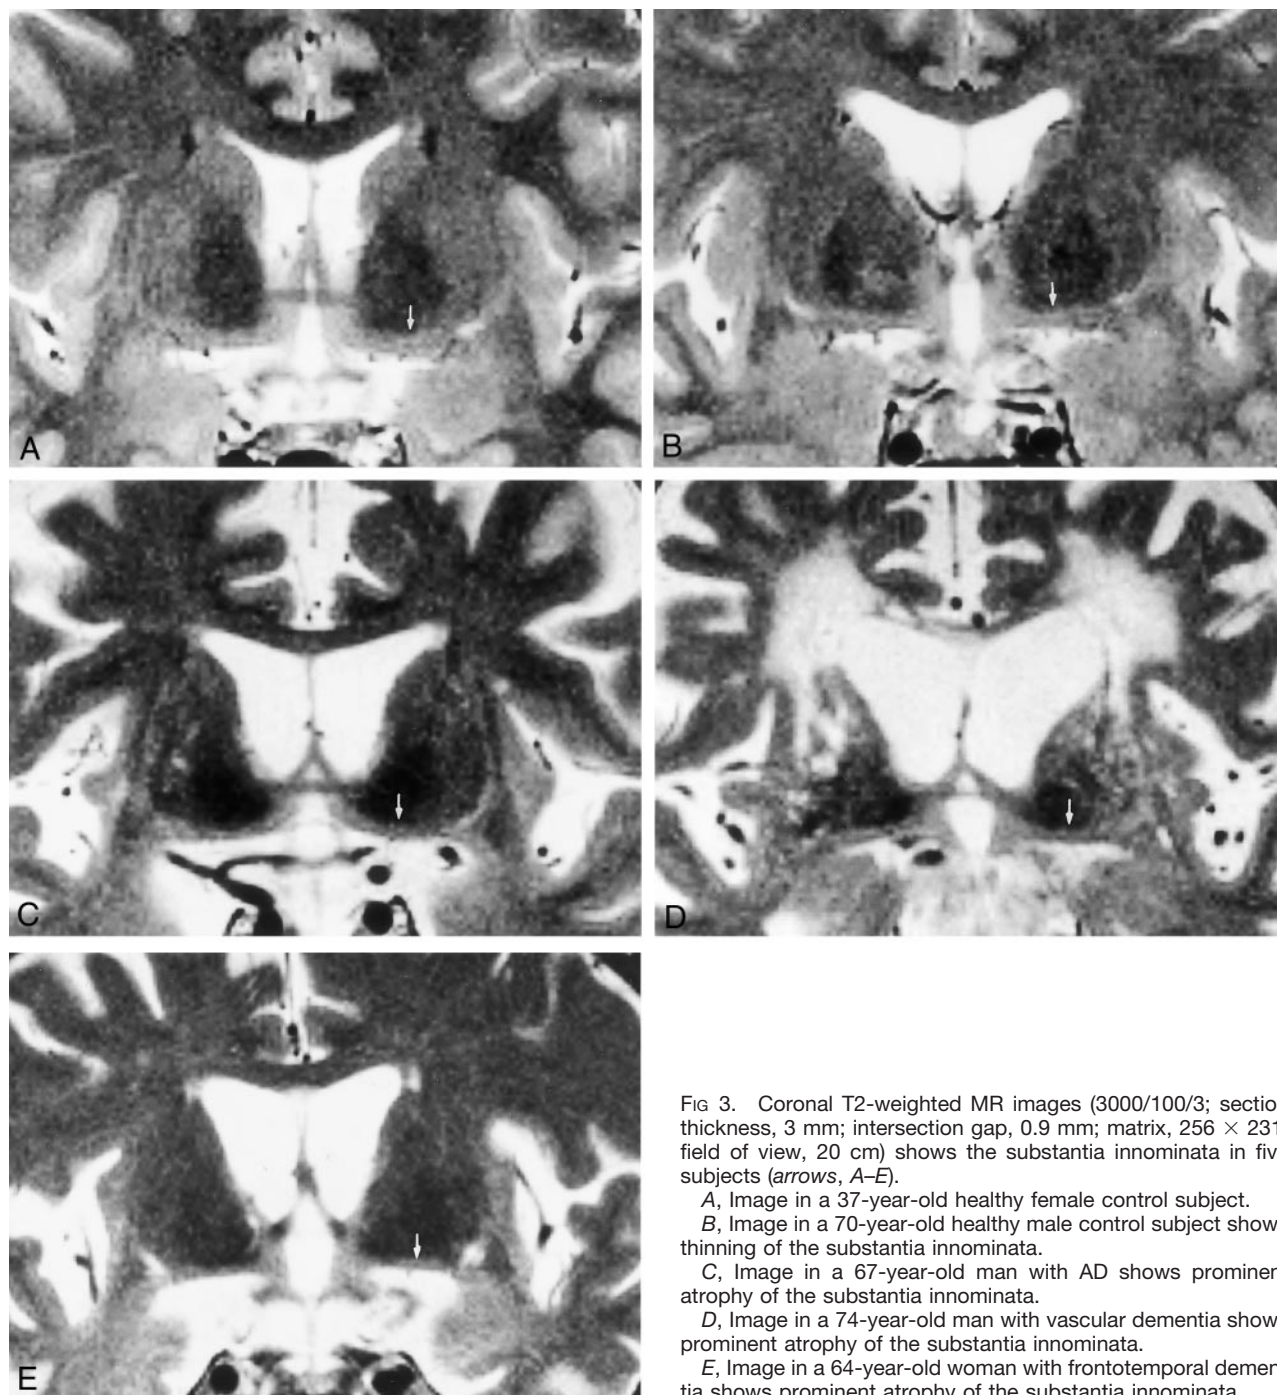 A
B
C
D
E
FIG 3. Coronal T2-weighted MR images (3000/100/3; sectio
thickness, 3 mm; intersection gap, 0.9 mm; matrix, 256 × 231
field of view, 20 cm) shows the substantia innominata in fiv
subjects (arrows, A–E).
A, Image in a 37-year-old healthy female control subject.
B, Image in a 70-year-old healthy male control subject show
thinning of the substantia innominata.
C, Image in a 67-year-old man with AD shows prominen
atrophy of the substantia innominata.
D, Image in a 74-year-old man with vascular dementia show
prominent atrophy of the substantia innominata.
E, Image in a 64-year-old woman with frontotemporal demen
tia shows prominent atrophy of the substantia innominata.